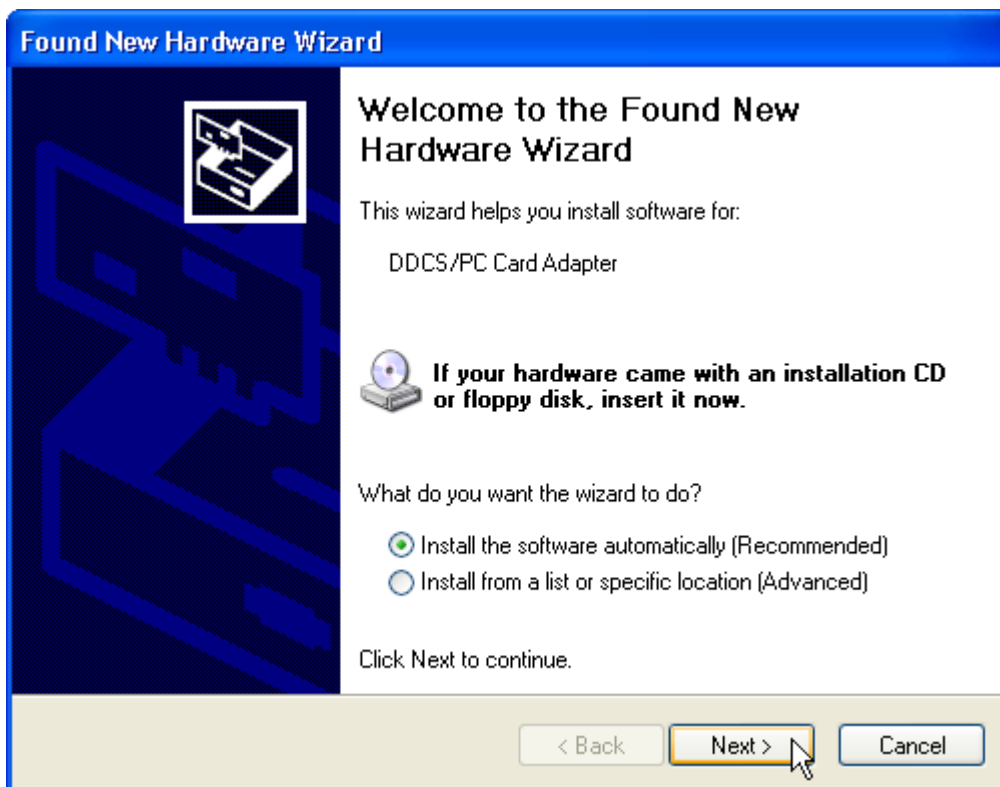 Found New Hardware Wizard
Welcome to the Found New
Hardware Wizard
This wizard helps you install software for:
DDCS/PC Card Adapter
If your hardware came with an installation CD
or floppy disk, insert it now.
What do you want the wizard to do?
Install the software automatically (Recommended)
Install from a list or specific location (Advanced)
Click Next to continue.
< Back Next > Cancel